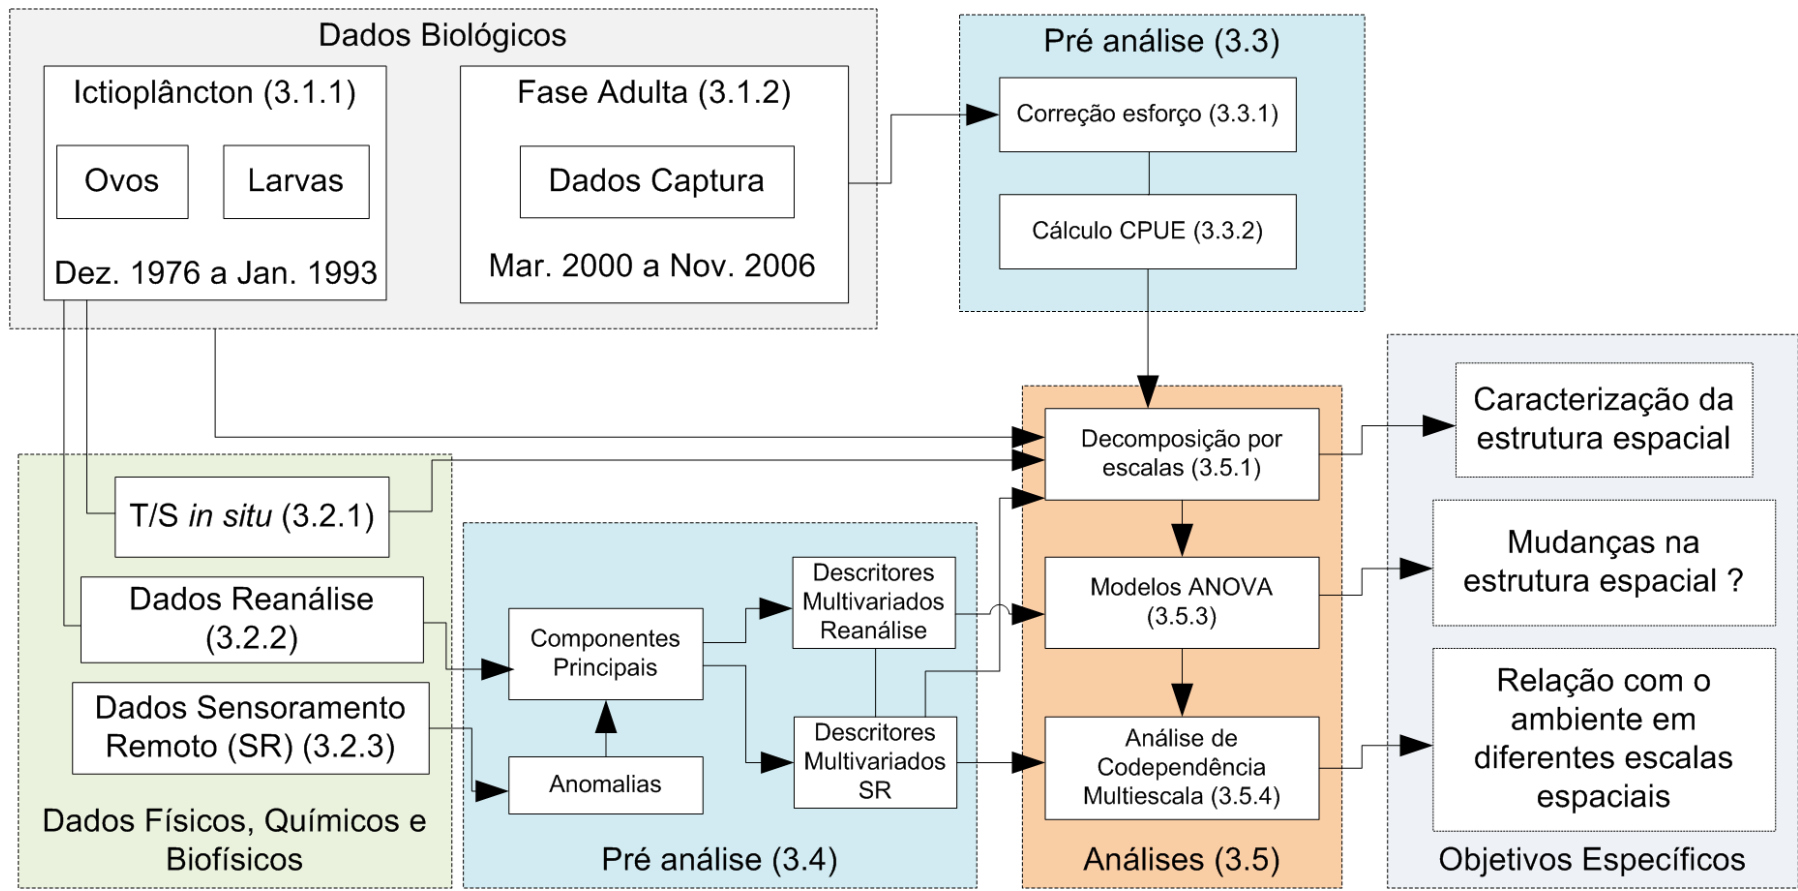 Dados Biológicos
Ictioplâncton (3.1.1)
Ovos
Larvas
Dez. 1976 a Jan. 1993
Fase Adulta (3.1.2)
Dados Captura
Mar. 2000 a Nov. 2006
Pré análise (3.3)
Correção esforço (3.3.1)
Cálculo CPUE (3.3.2)
T/S in situ (3.2.1)
Dados Reanálise
(3.2.2)
Dados Sensoramento
Remoto (SR) (3.2.3)
Dados Físicos, Químicos e
Biofísicos
Componentes
Principais
Anomalias
Descritores
Multivariados
Reanálise
Descritores
Multivariados
SR
Pré análise (3.4)
Decomposição por
escalas (3.5.1)
Modelos ANOVA
(3.5.3)
Análise de
Codependência
Multiescala (3.5.4)
Análises (3.5)
Caracterização da
estrutura espacial
Mudanças na
estrutura espacial ?
Relação com o
ambiente em
diferentes escalas
espaciais
Objetivos Específicos